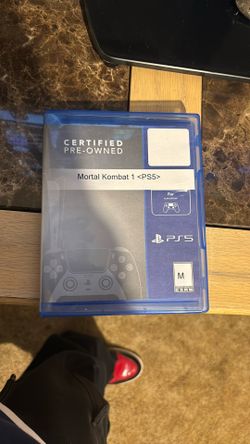 CERTIFIED
PRE-OWNED
Mortal Kombat 1 <PS5>
PS5
M